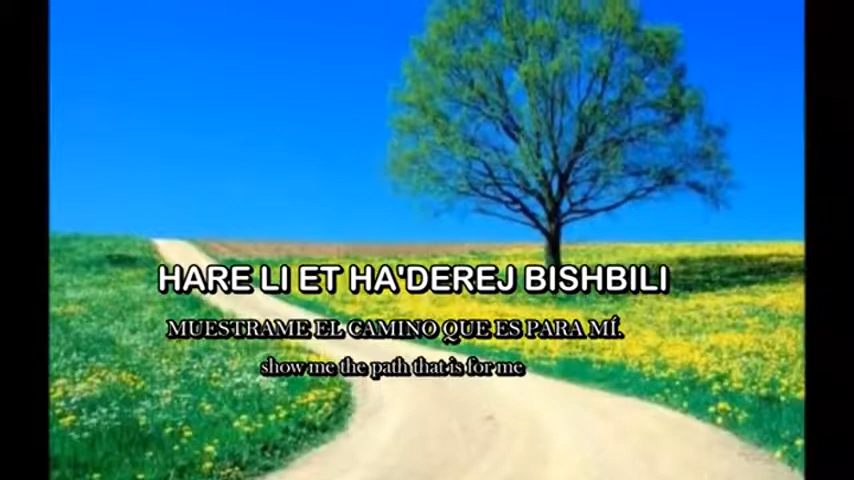 HARE LI ET HA'DEREJ BISHBILI
MUESTRAME EL CAMINO QUE ES PARA MÍ.
show me the path that is for me